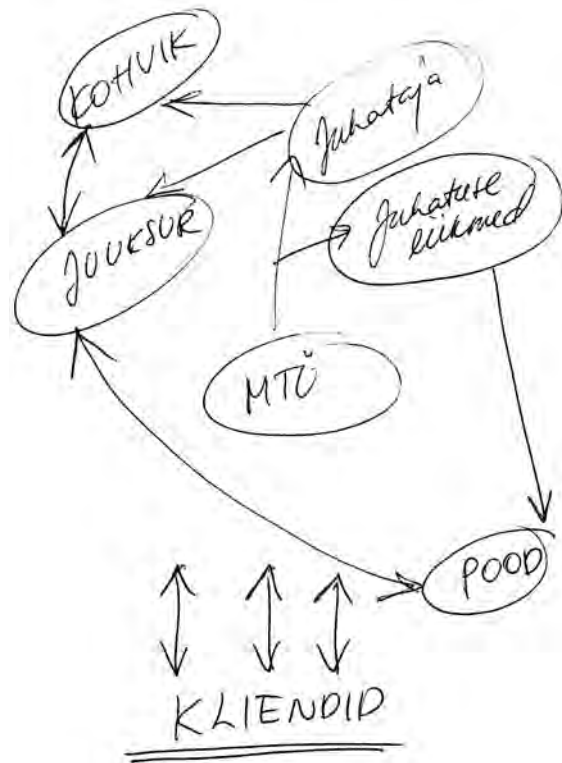 KOHVIK
Juhataja
Juhatuse
liikmed
JUUKSUR
MTÜ
POOD
KLIENDID